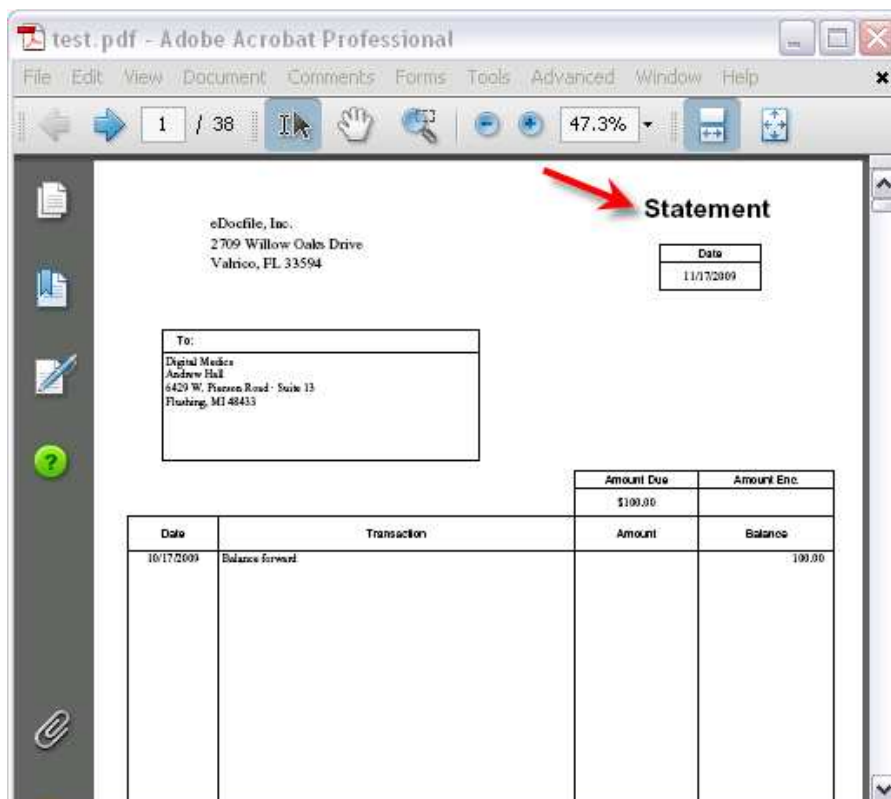 test.pdf - Adobe Acrobat Professional
File Edit View Document Comments Forms Tools Advanced Window Help
1 / 38 47.3%
Statement
eDocfile, Inc.
2709 Willow Oaks Drive
Valrico, FL 33594
Date
11/17/2009
To:
Digital Medics
Andrew Hall
6429 W. Pierson Road - Suite 13
Flushing, MI 48433
Amount Due Amount Enc.
$100.00
Date Transaction Amount Balance
10/17/2009 Balance forward 100.00